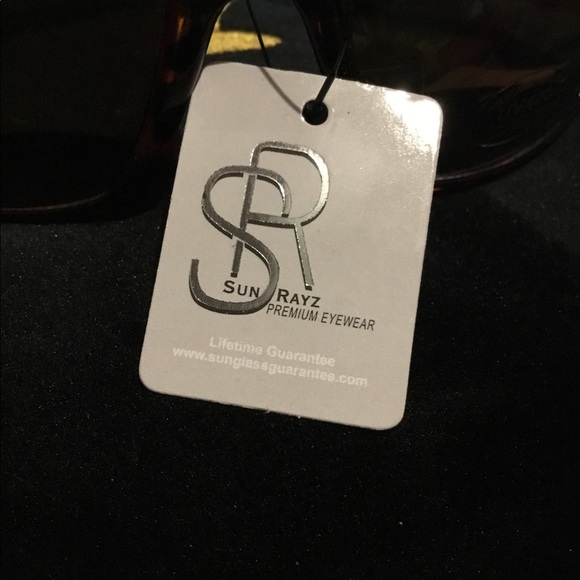 SR
SUN RAYZ
PREMIUM EYEWEAR
Lifetime Guarantee
www.sunglassguarantee.com